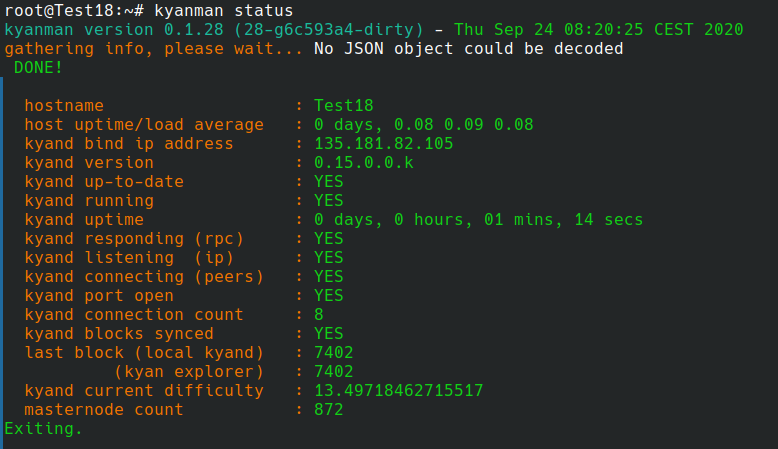 root@Test18:~# kyanman status
kyanman version 0.1.28 (28-g6c593a4-dirty) - Thu Sep 24 08:20:25 CEST 2020
gathering info, please wait... No JSON object could be decoded
DONE!
hostname : Test18
host uptime/load average : 0 days, 0.08 0.09 0.08
kyand bind ip address : 135.181.82.105
kyand version : 0.15.0.0.k
kyand up-to-date : YES
kyand running : YES
kyand uptime : 0 days, 0 hours, 01 mins, 14 secs
kyand responding (rpc) : YES
kyand listening (ip) : YES
kyand connecting (peers) : YES
kyand port open : YES
kyand connection count : 8
kyand blocks synced : YES
last block (local kyand) : 7402
(kyan explorer) : 7402
kyand current difficulty : 13.49718462715517
masternode count : 872
Exiting.